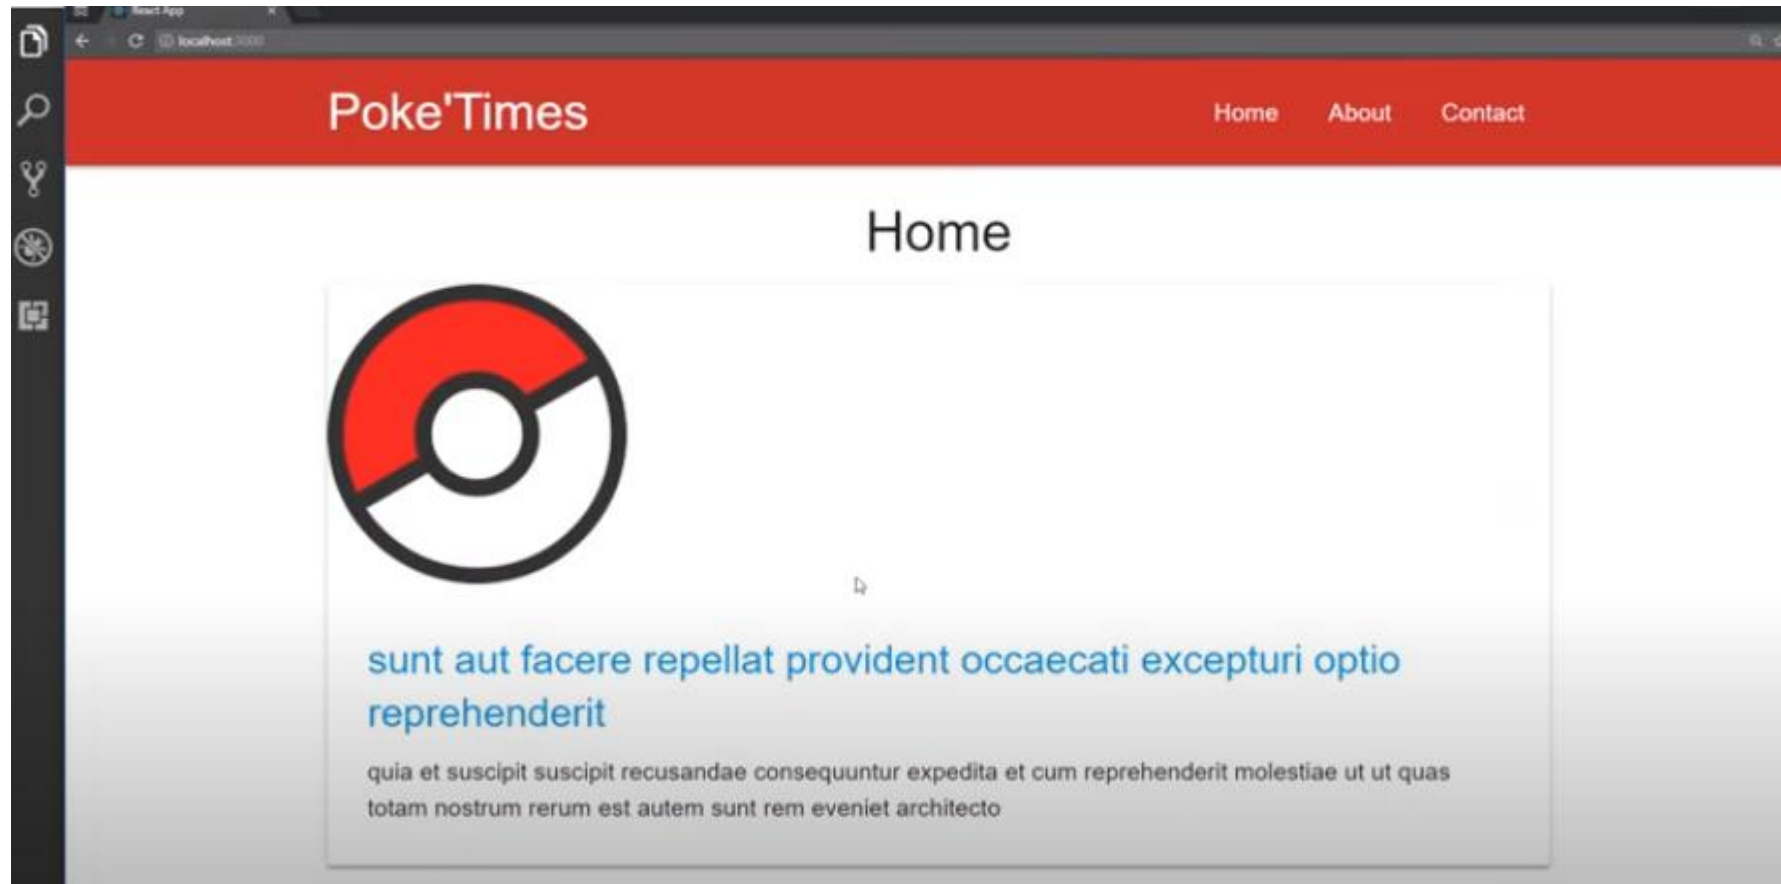 React App
localhost:3000
Poke'Times
Home About Contact
Home
sunt aut facere repellat provident occaecati excepturi optio
reprehenderit
quia et suscipit suscipit recusandae consequuntur expedita et cum reprehenderit molestiae ut ut quas
totam nostrum rerum est autem sunt rem eveniet architecto